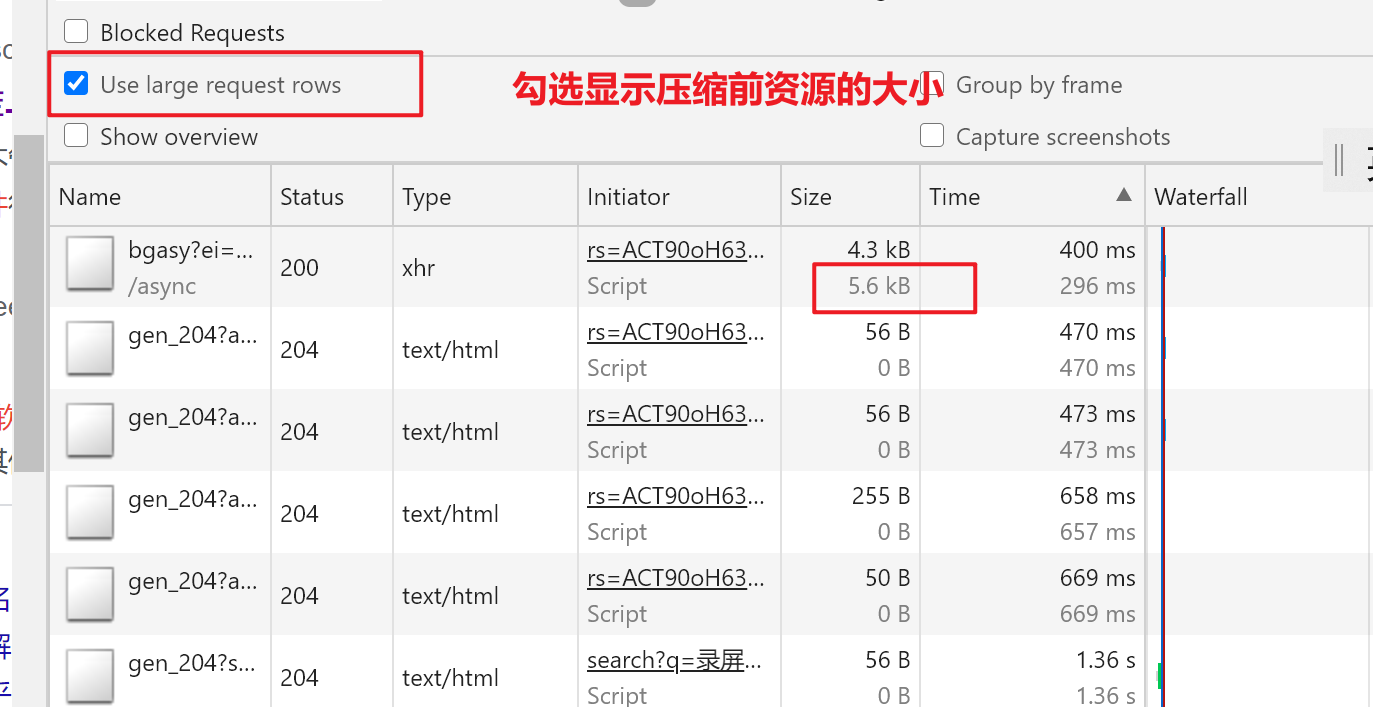 Blocked Requests
Use large request rows
勾选显示压缩前资源的大小
Group by frame
Show overview
Capture screenshots
Name Status Type Initiator Size Time Waterfall
bgasy?ei=... 200 xhr rs=ACT90oH63... 4.3 kB 400 ms
/async Script 5.6 kB 296 ms
gen_204?a... 204 text/html rs=ACT90oH63... 56 B 470 ms
Script 0 B 470 ms
gen_204?a... 204 text/html rs=ACT90oH63... 56 B 473 ms
Script 0 B 473 ms
gen_204?a... 204 text/html rs=ACT90oH63... 255 B 658 ms
Script 0 B 657 ms
gen_204?a... 204 text/html rs=ACT90oH63... 50 B 669 ms
Script 0 B 669 ms
gen_204?s... 204 text/html search?q=录屏... 56 B 1.36 s
Script 0 B 1.36 s